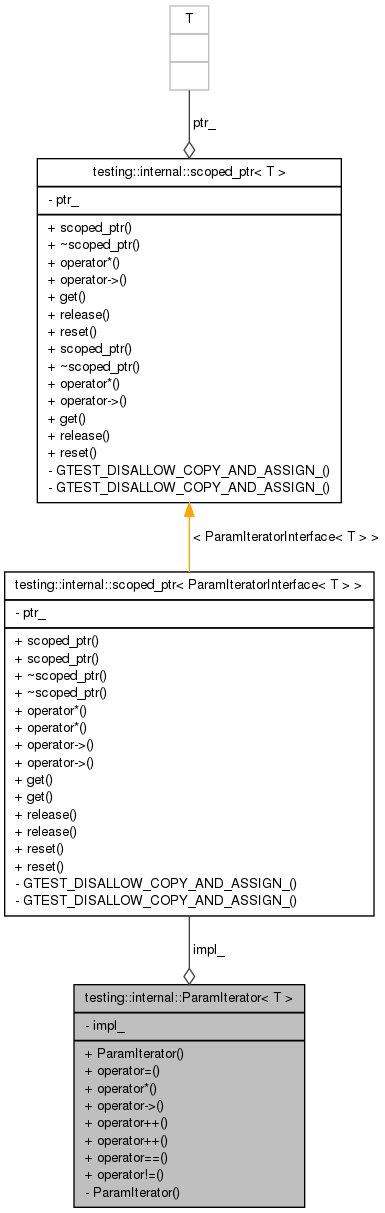 T
ptr_
testing::internal::scoped_ptr< T >
- ptr_
+ scoped_ptr()
+ ~scoped_ptr()
+ operator*()
+ operator->()
+ get()
+ release()
+ reset()
+ scoped_ptr()
+ ~scoped_ptr()
+ operator*()
+ operator->()
+ get()
+ release()
+ reset()
- GTEST_DISALLOW_COPY_AND_ASSIGN_()
- GTEST_DISALLOW_COPY_AND_ASSIGN_()
< ParamIteratorInterface< T > >
testing::internal::scoped_ptr< ParamIteratorInterface< T > >
- ptr_
+ scoped_ptr()
+ scoped_ptr()
+ ~scoped_ptr()
+ ~scoped_ptr()
+ operator*()
+ operator*()
+ operator->()
+ operator->()
+ get()
+ get()
+ release()
+ release()
+ reset()
+ reset()
- GTEST_DISALLOW_COPY_AND_ASSIGN_()
- GTEST_DISALLOW_COPY_AND_ASSIGN_()
impl_
testing::internal::ParamIterator< T >
- impl_
+ ParamIterator()
+ operator=()
+ operator*()
+ operator->()
+ operator++()
+ operator++()
+ operator==()
+ operator!=()
- ParamIterator()